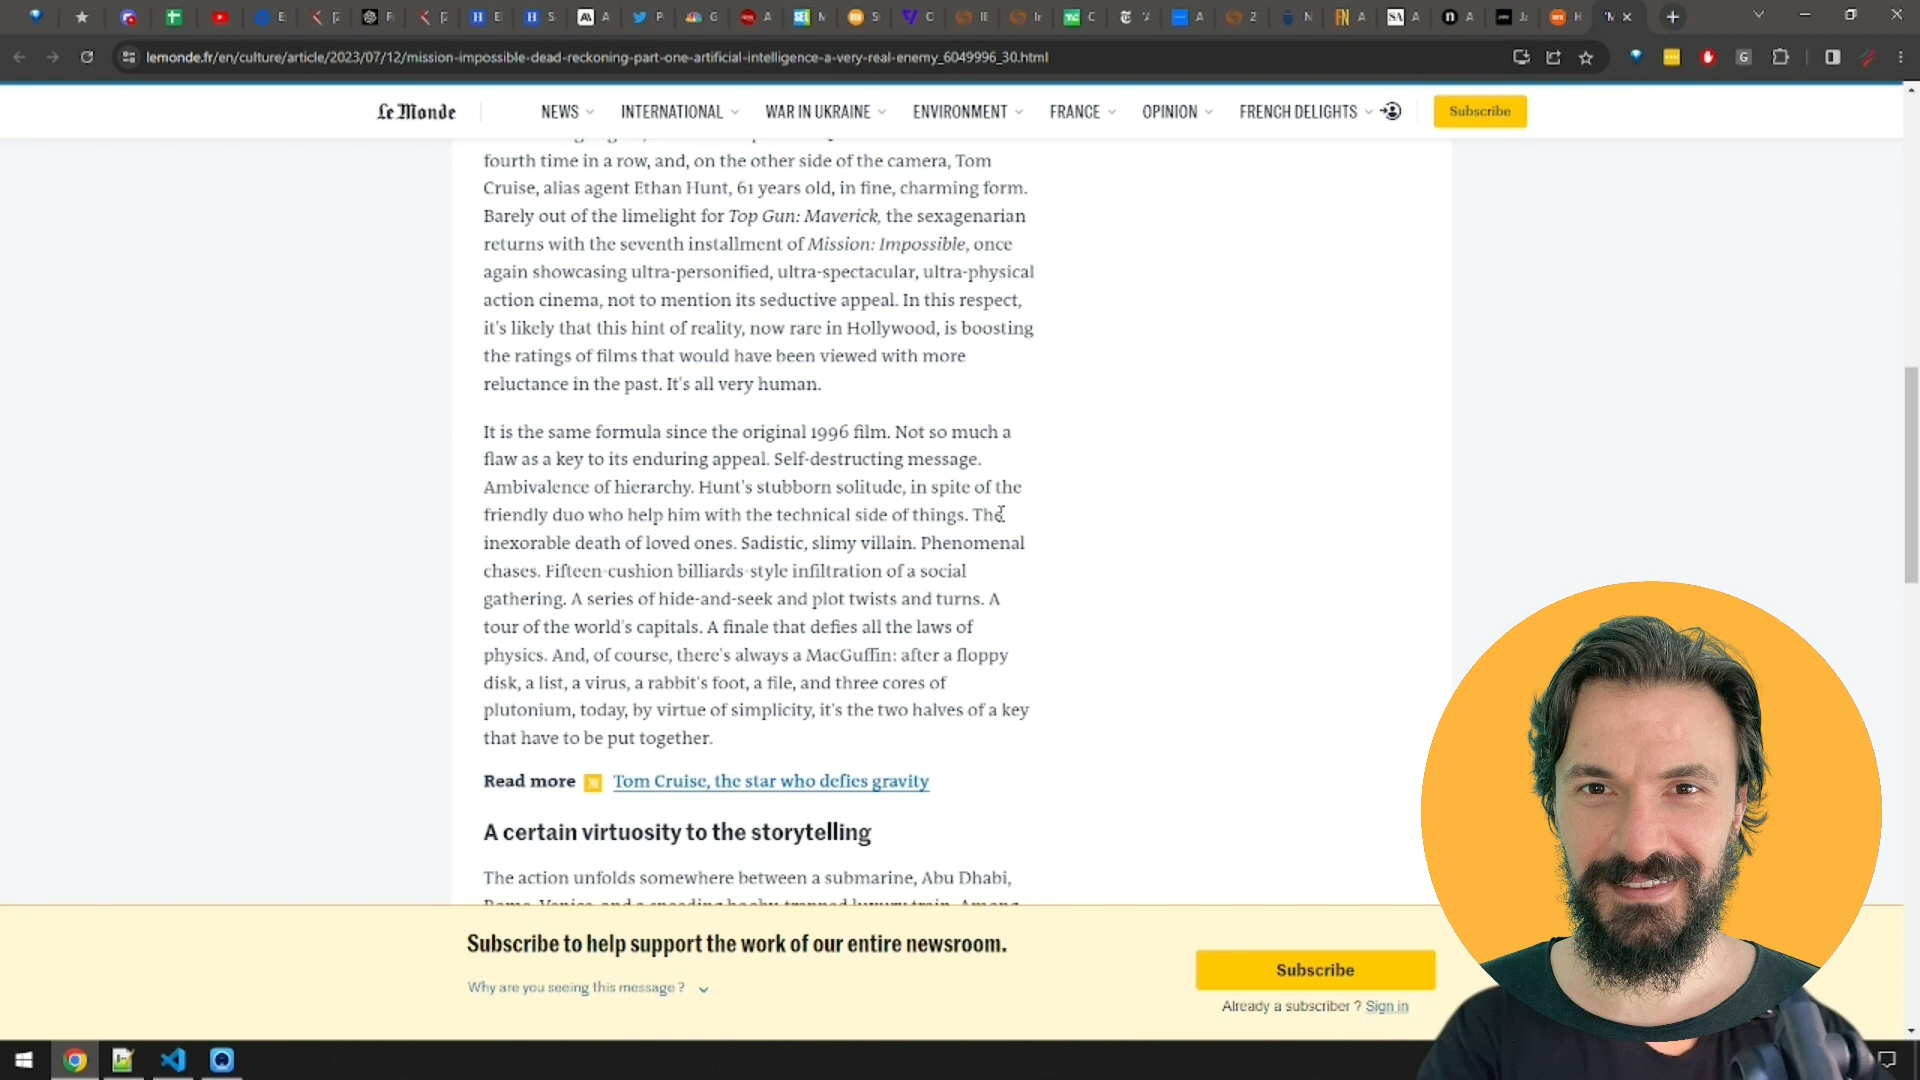 lemonde.fr/en/culture/article/2023/07/12/mission-impossible-dead-reckoning-part-one-artificial-intelligence-a-very-real-enemy_6049996_30.html
Le Monde
NEWS
INTERNATIONAL
WAR IN UKRAINE
ENVIRONMENT
FRANCE
OPINION
FRENCH DELIGHTS
Subscribe
fourth time in a row, and, on the other side of the camera, Tom
Cruise, alias agent Ethan Hunt, 61 years old, in fine, charming form.
Barely out of the limelight for Top Gun: Maverick, the sexagenarian
returns with the seventh installment of Mission: Impossible, once
again showcasing ultra-personified, ultra-spectacular, ultra-physical
action cinema, not to mention its seductive appeal. In this respect,
it's likely that this hint of reality, now rare in Hollywood, is boosting
the ratings of films that would have been viewed with more
reluctance in the past. It's all very human.
It is the same formula since the original 1996 film. Not so much a
flaw as a key to its enduring appeal. Self-destructing message.
Ambivalence of hierarchy. Hunt's stubborn solitude, in spite of the
friendly duo who help him with the technical side of things. The
inexorable death of loved ones. Sadistic, slimy villain. Phenomenal
chases. Fifteen-cushion billiards-style infiltration of a social
gathering. A series of hide-and-seek and plot twists and turns. A
tour of the world's capitals. A finale that defies all the laws of
physics. And, of course, there's always a MacGuffin: after a floppy
disk, a list, a virus, a rabbit's foot, a file, and three cores of
plutonium, today, by virtue of simplicity, it's the two halves of a key
that have to be put together.
Read more Tom Cruise, the star who defies gravity
A certain virtuosity to the storytelling
The action unfolds somewhere between a submarine, Abu Dhabi,
Rome, Venice, and a speeding booby-trapped luxury train. Among
Subscribe to help support the work of our entire newsroom.
Why are you seeing this message ?
Subscribe
Already a subscriber ? Sign in